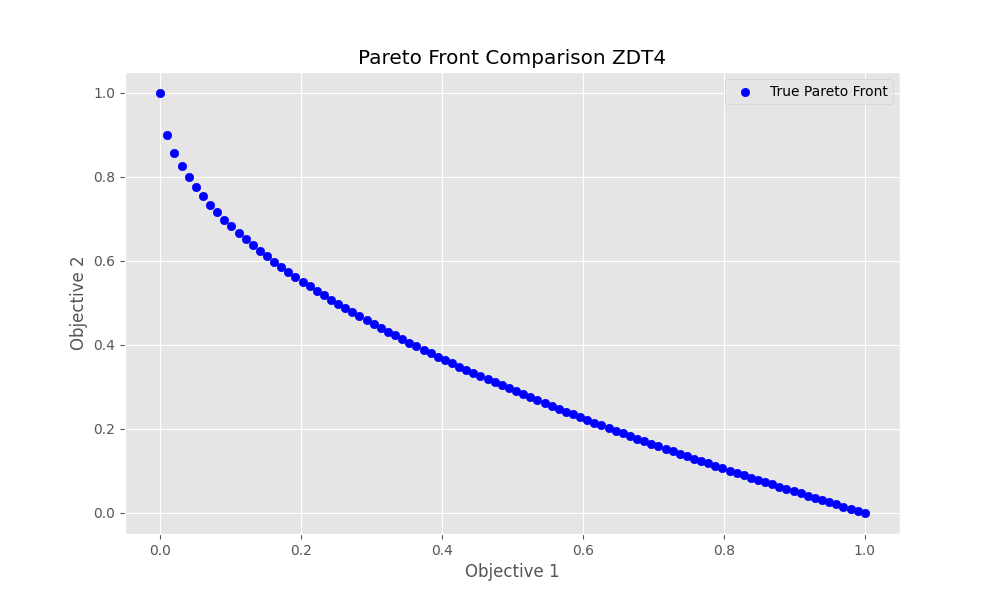 Pareto Front Comparison ZDT4
True Pareto Front
1.0
0.8
0.6
0.4
0.2
0.0
Objective 2
0.0 0.2 0.4 0.6 0.8 1.0
Objective 1